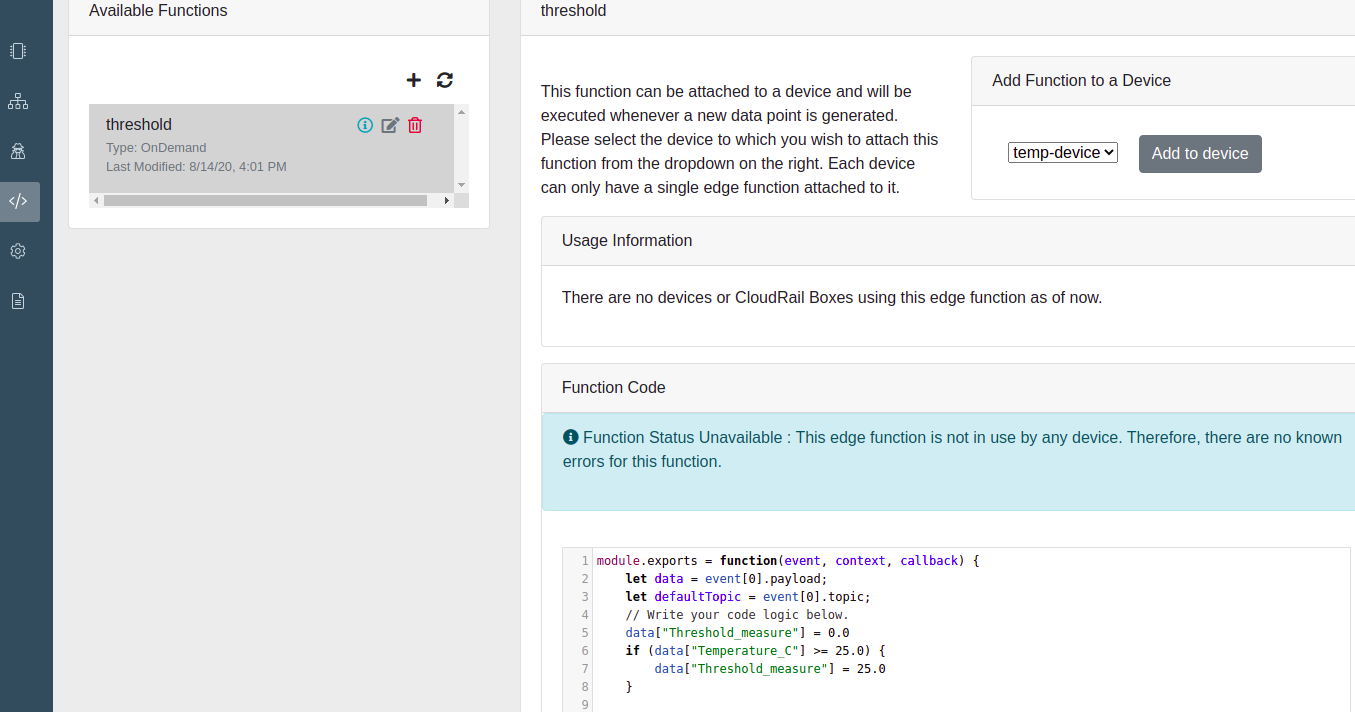 Available Functions
threshold
Type: OnDemand
Last Modified: 8/14/20, 4:01 PM
threshold
This function can be attached to a device and will be
executed whenever a new data point is generated.
Please select the device to which you wish to attach this
function from the dropdown on the right. Each device
can only have a single edge function attached to it.
Add Function to a Device
temp-device
Add to device
Usage Information
There are no devices or CloudRail Boxes using this edge function as of now.
Function Code
Function Status Unavailable : This edge function is not in use by any device. Therefore, there are no known
errors for this function.
1 module.exports = function(event, context, callback) {
2     let data = event[0].payload;
3     let defaultTopic = event[0].topic;
4     // Write your code logic below.
5     data["Threshold_measure"] = 0.0
6     if (data["Temperature_C"] >= 25.0) {
7         data["Threshold_measure"] = 25.0
8     }
9